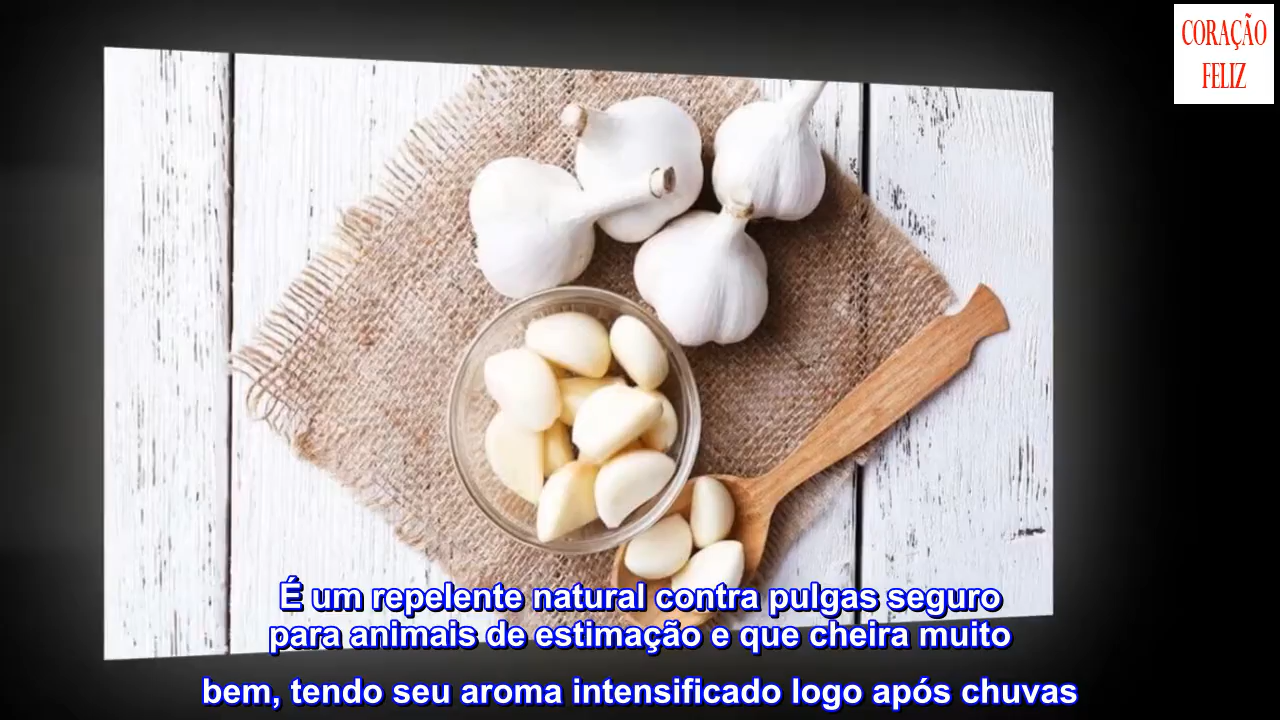 CORAÇÃO
FELIZ
É um repelente natural contra pulgas seguro
para animais de estimação e que cheira muito
bem, tendo seu aroma intensificado logo após chuvas